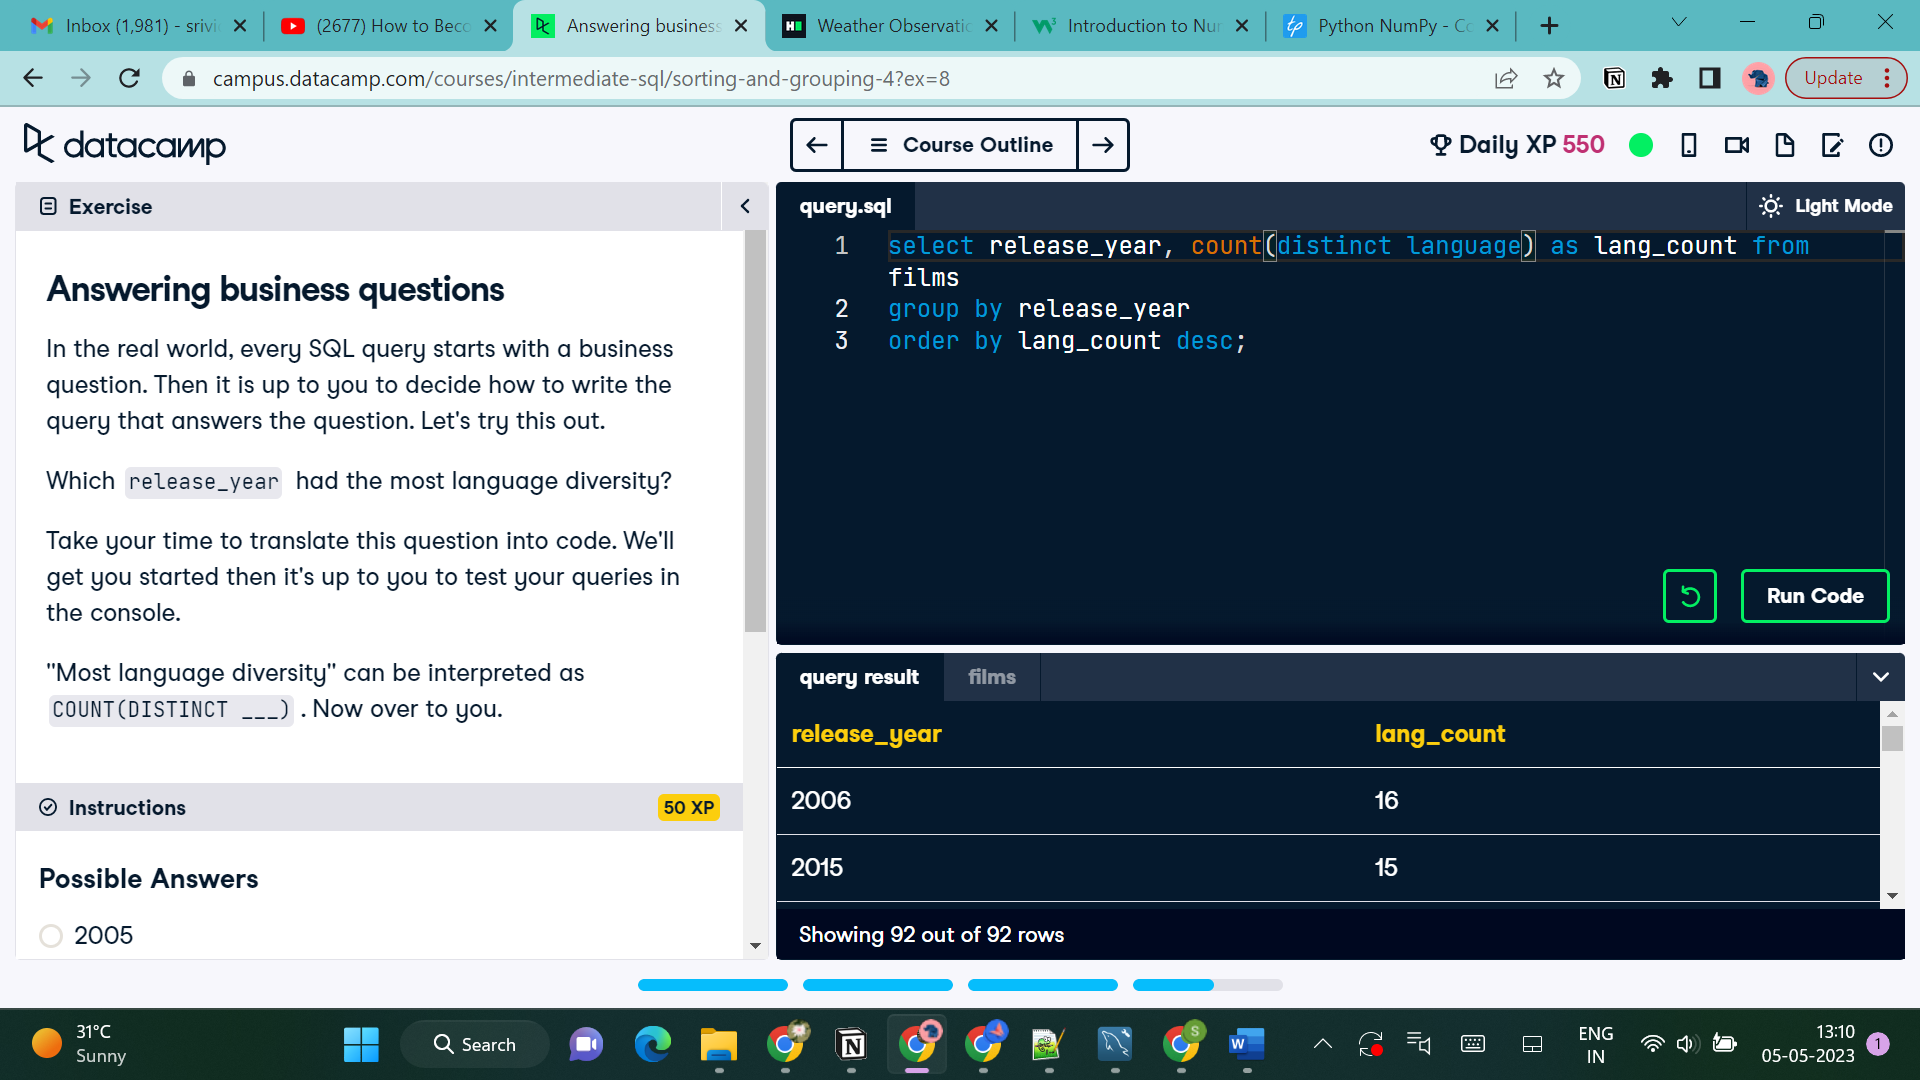 Inbox (1,981) - srivi
(2677) How to Beco
Answering business
Weather Observatio
Introduction to Nu
Python NumPy - Co
campus.datacamp.com/courses/intermediate-sql/sorting-and-grouping-4?ex=8
Update
datacamp
Course Outline
Daily XP 550
Exercise
Answering business questions
In the real world, every SQL query starts with a business
question. Then it is up to you to decide how to write the
query that answers the question. Let's try this out.
Which release_year had the most language diversity?
Take your time to translate this question into code. We'll
get you started then it's up to you to test your queries in
the console.
"Most language diversity" can be interpreted as
COUNT(DISTINCT ___) . Now over to you.
Instructions
50 XP
Possible Answers
2005
query.sql
Light Mode
1 select release_year, count(distinct language) as lang_count from
films
2 group by release_year
3 order by lang_count desc;
Run Code
query result
films
release_year lang_count
2006 16
2015 15
Showing 92 out of 92 rows
31°C
Sunny
Search
S
W
ENG
IN
13:10
05-05-2023
1